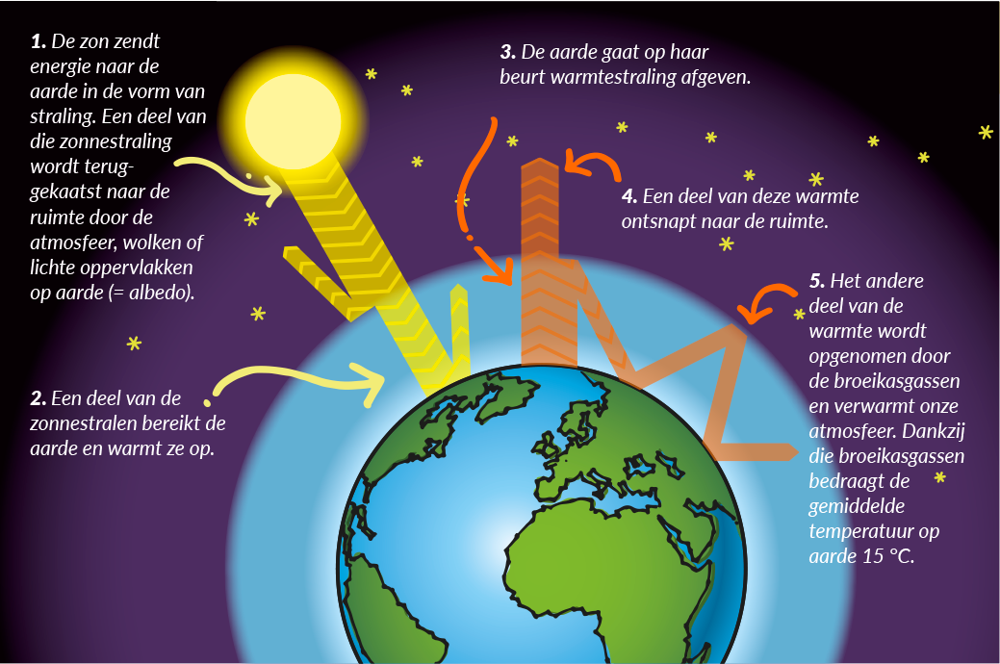 1. De zon zendt
energie naar de
aarde in de vorm van
straling. Een deel van
die zonnestraling
wordt terug-
gekaatst naar de
ruimte door de
atmosfeer, wolken of
lichte oppervlakken
op aarde (= albedo).
2. Een deel van de
zonnestralen bereikt de
aarde en warmt ze op.
3. De aarde gaat op haar
beurt warmtestraling afgeven.
4. Een deel van deze warmte
ontsnapt naar de ruimte.
5. Het andere
deel van de
warmte wordt
opgenomen door
de broeikasgassen
en verwarmt onze
atmosfeer. Dankzij
die broeikasgassen
bedraagt de
gemiddelde
temperatuur op
aarde 15 °C.